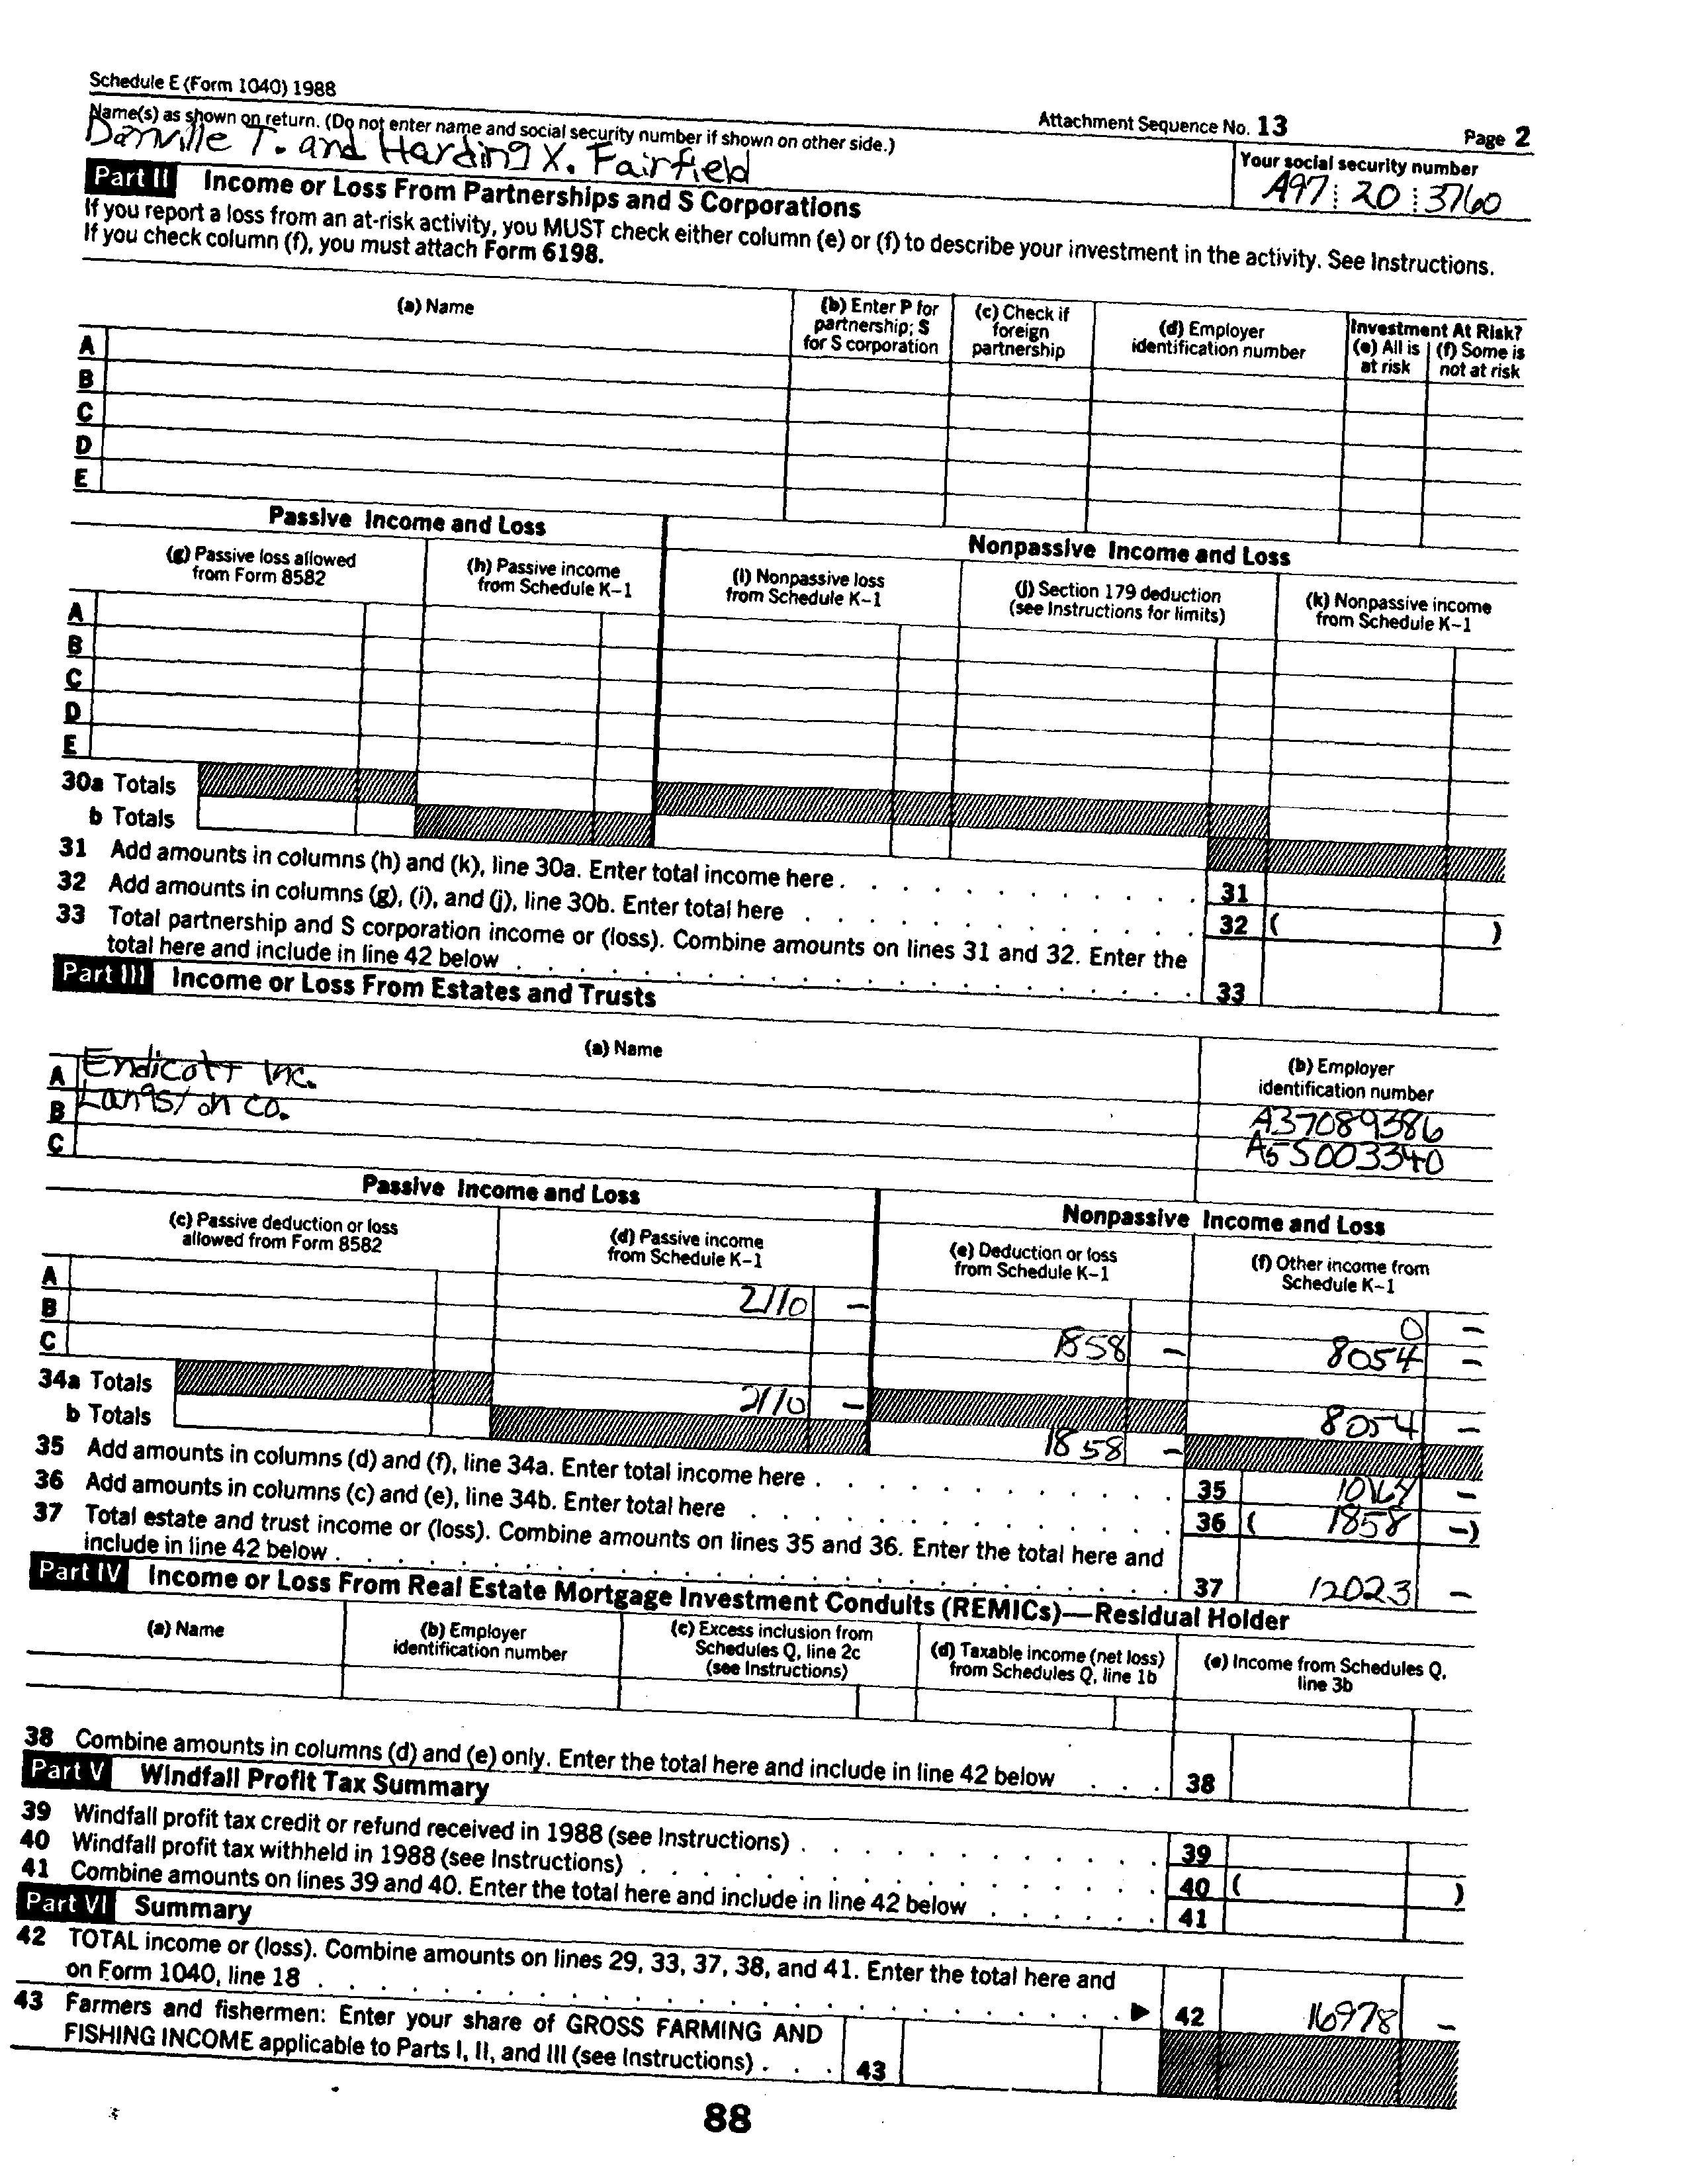 Schedule E (Form 1040) 1988
Attachment Sequence No. 13
Page 2
Name(s) as shown on return. (Do not enter name and social security number if shown on other side.)
Danville T. and Harding X. Fairfield
Your social security number
A97 20 3760
Part II Income or Loss From Partnerships and S Corporations
If you report a loss from an at-risk activity, you MUST check either column (e) or (f) to describe your investment in the activity. See Instructions.
If you check column (f), you must attach Form 6198.
(a) Name
(b) Enter P for partnership; S for S corporation
(c) Check if foreign partnership
(d) Employer identification number
Investment At Risk?
(e) All is at risk
(f) Some is not at risk
A
B
C
D
E
Passive Income and Loss
Nonpassive Income and Loss
(g) Passive loss allowed from Form 8582
(h) Passive income from Schedule K-1
(i) Nonpassive loss from Schedule K-1
(j) Section 179 deduction (see Instructions for limits)
(k) Nonpassive income from Schedule K-1
A
B
C
D
E
30a Totals
b Totals
31 Add amounts in columns (h) and (k), line 30a. Enter total income here . 31
32 Add amounts in columns (g), (i), and (j), line 30b. Enter total here . 32 ( )
33 Total partnership and S corporation income or (loss). Combine amounts on lines 31 and 32. Enter the
total here and include in line 42 below . 33
Part III Income or Loss From Estates and Trusts
(a) Name
(b) Employer identification number
A Endicott Inc. A37089386
B Langston Co. A55003340
C
Passive Income and Loss
Nonpassive Income and Loss
(c) Passive deduction or loss allowed from Form 8582
(d) Passive income from Schedule K-1
(e) Deduction or loss from Schedule K-1
(f) Other income from Schedule K-1
A 2110 – 0 –
B 1858 – 8054 –
C
34a Totals 2110 – 8054 –
b Totals 1858 –
35 Add amounts in columns (d) and (f), line 34a. Enter total income here . 35 10164 –
36 Add amounts in columns (c) and (e), line 34b. Enter total here . 36 ( 1858 –)
37 Total estate and trust income or (loss). Combine amounts on lines 35 and 36. Enter the total here and
include in line 42 below . 37 12023 –
Part IV Income or Loss From Real Estate Mortgage Investment Conduits (REMICs)—Residual Holder
(a) Name
(b) Employer identification number
(c) Excess inclusion from Schedules Q, line 2c (see Instructions)
(d) Taxable income (net loss) from Schedules Q, line 1b
(e) Income from Schedules Q, line 3b
38 Combine amounts in columns (d) and (e) only. Enter the total here and include in line 42 below . . . 38
Part V Windfall Profit Tax Summary
39 Windfall profit tax credit or refund received in 1988 (see Instructions) . 39
40 Windfall profit tax withheld in 1988 (see Instructions) . 40 ( )
41 Combine amounts on lines 39 and 40. Enter the total here and include in line 42 below . 41
Part VI Summary
42 TOTAL income or (loss). Combine amounts on lines 29, 33, 37, 38, and 41. Enter the total here and
on Form 1040, line 18 . ▶ 42 16978 –
43 Farmers and fishermen: Enter your share of GROSS FARMING AND
FISHING INCOME applicable to Parts I, II, and III (see Instructions) . . . 43
88